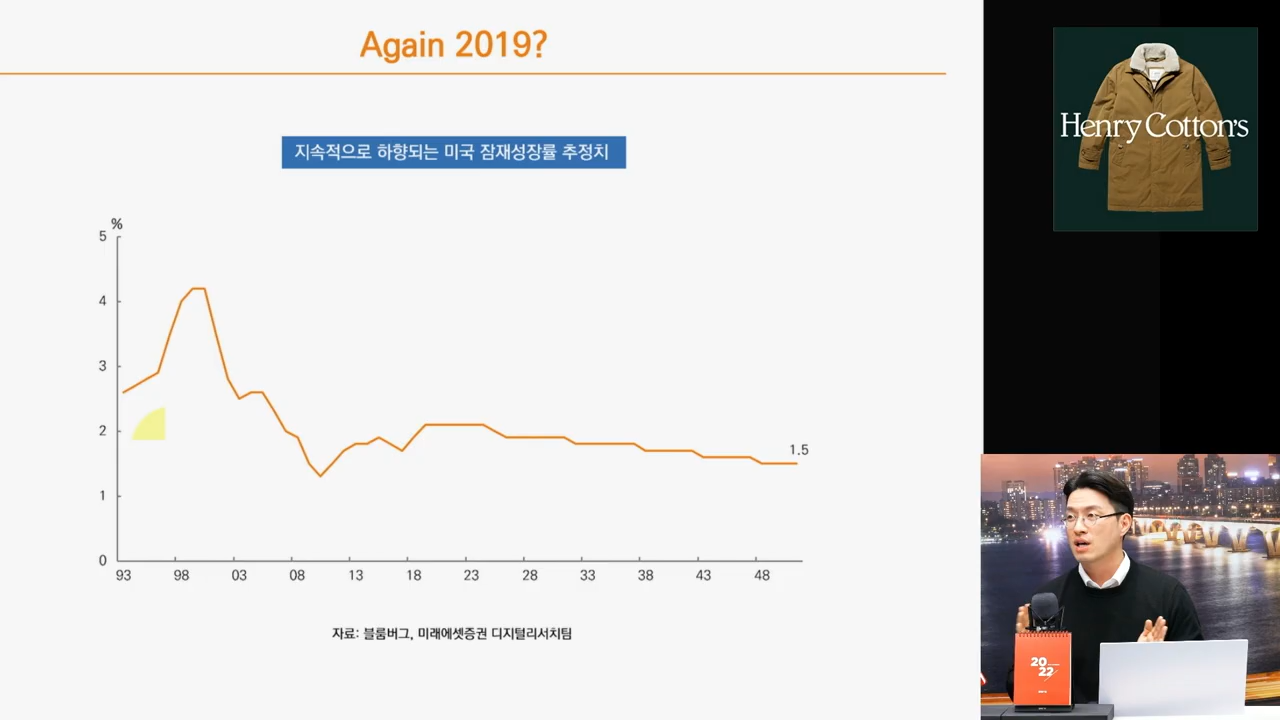 Again 2019?
지속적으로 하향되는 미국 잠재성장률 추정치
%
5
4
3
2
1
0
1.5
93 98 03 08 13 18 23 28 33 38 43 48
자료: 블룸버그, 미래에셋증권 디지털리서치팀
Henry Cotton's
20
22